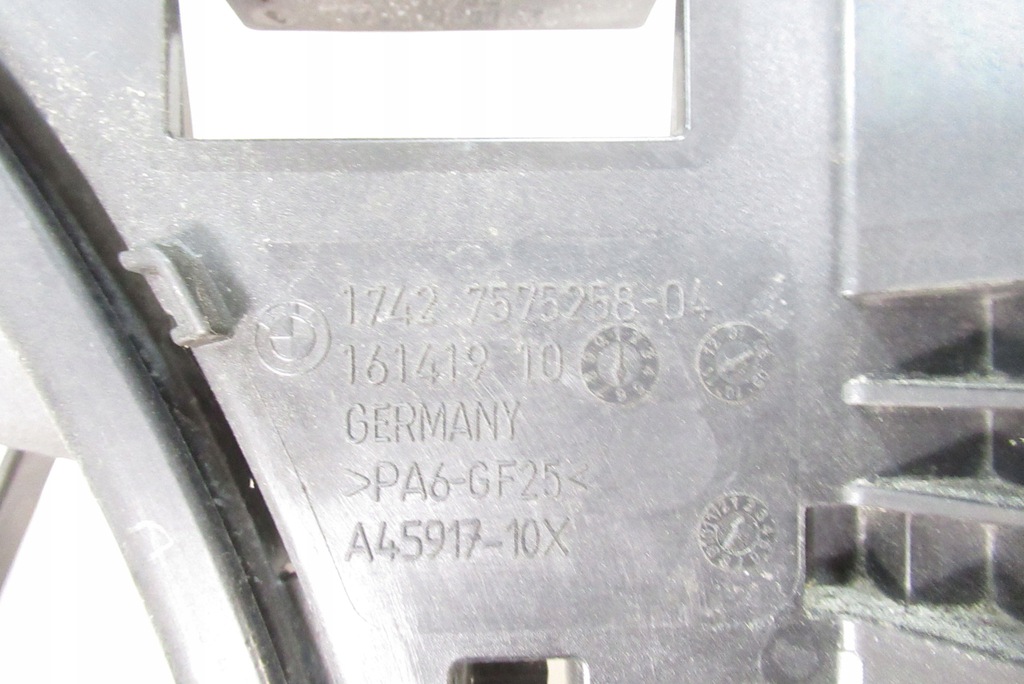 1742 7575258-04
161419 10
GERMANY
>PA6-GF25<
A45917-10X